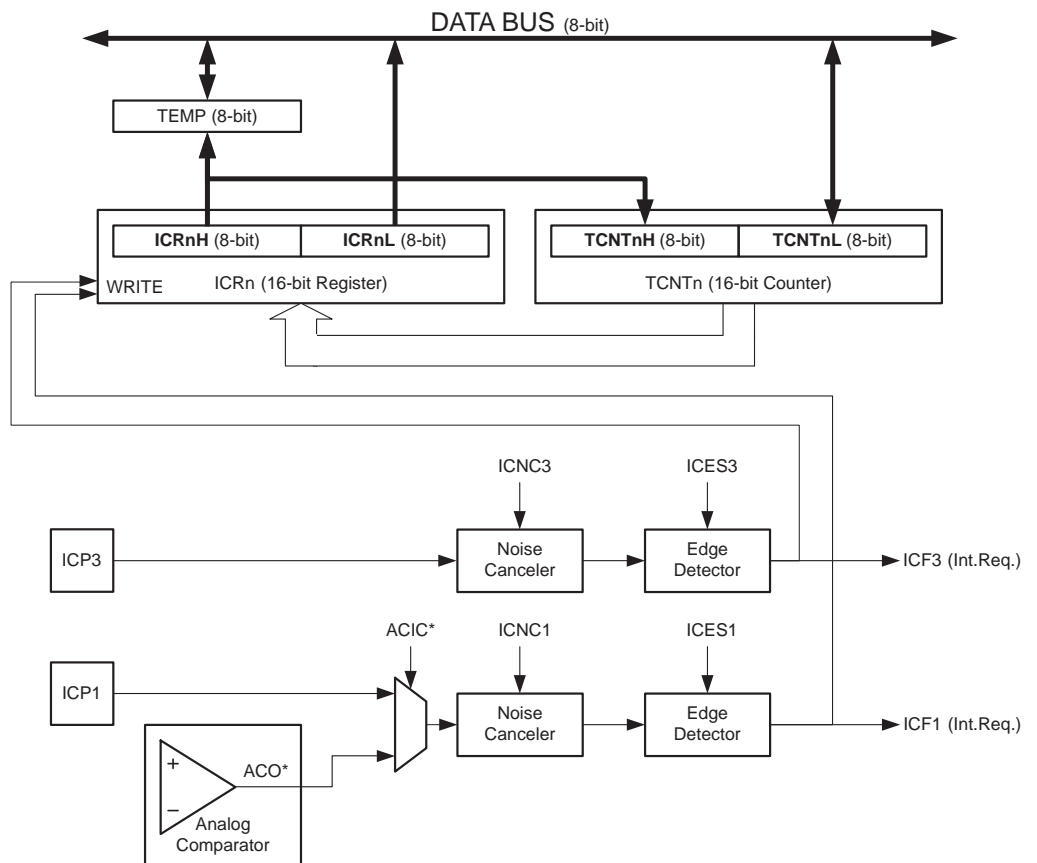 DATA BUS (8-bit)
TEMP (8-bit)
ICRnH (8-bit)
ICRnL (8-bit)
TCNTnH (8-bit)
TCNTnL (8-bit)
WRITE
ICRn (16-bit Register)
TCNTn (16-bit Counter)
ICNC3
ICES3
ICP3
Noise
Canceler
Edge
Detector
ICF3 (Int.Req.)
ACIC*
ICNC1
ICES1
ICP1
Noise
Canceler
Edge
Detector
ICF1 (Int.Req.)
+
−
ACO*
Analog
Comparator